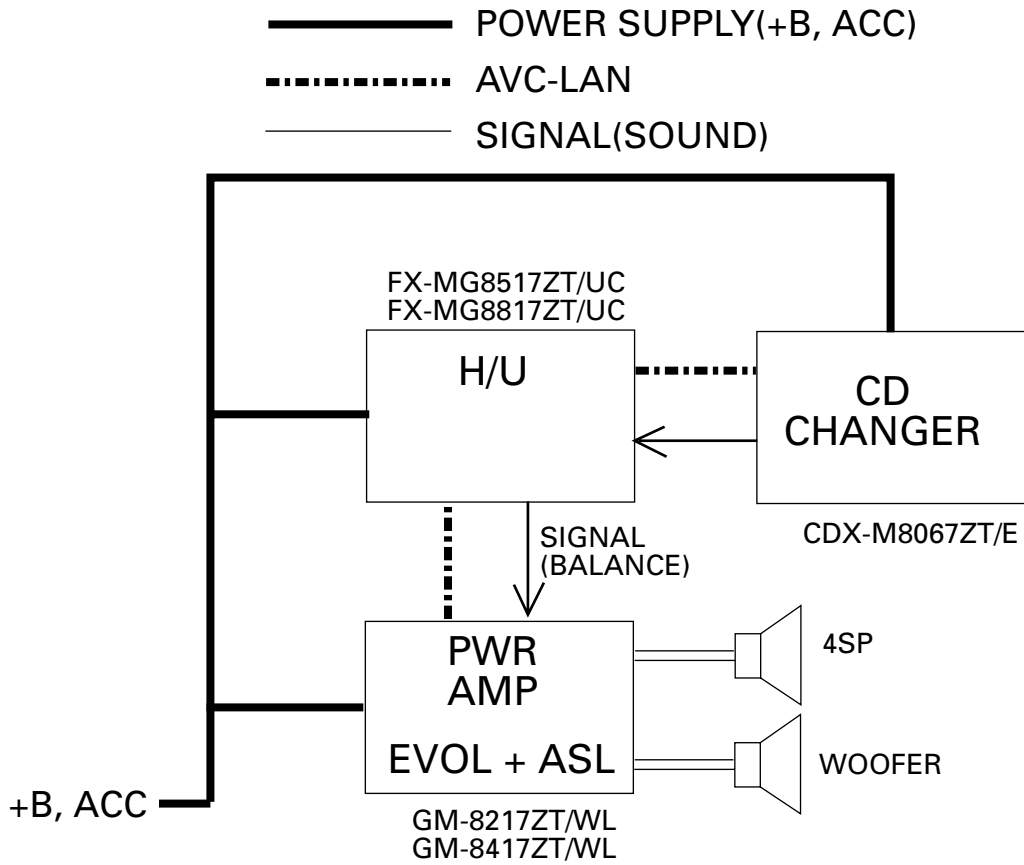 POWER SUPPLY(+B, ACC)
AVC-LAN
SIGNAL(SOUND)
FX-MG8517ZT/UC
FX-MG8817ZT/UC
H/U
CD
CHANGER
CDX-M8067ZT/E
SIGNAL
(BALANCE)
PWR
AMP
EVOL + ASL
4SP
WOOFER
+B, ACC
GM-8217ZT/WL
GM-8417ZT/WL